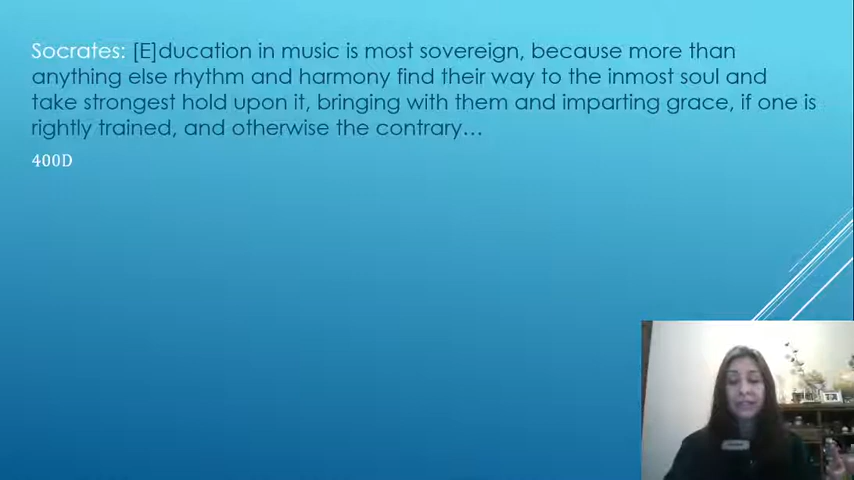 Socrates: [E]ducation in music is most sovereign, because more than
anything else rhythm and harmony find their way to the inmost soul and
take strongest hold upon it, bringing with them and imparting grace, if one is
rightly trained, and otherwise the contrary…
400D